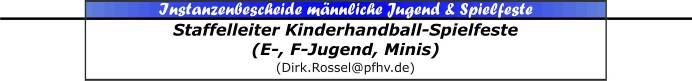 Instanzenbescheide männliche Jugend & Spielfeste
Staffelleiter Kinderhandball-Spielfeste
(E-, F-Jugend, Minis)
(Dirk.Rossel@pfhv.de)